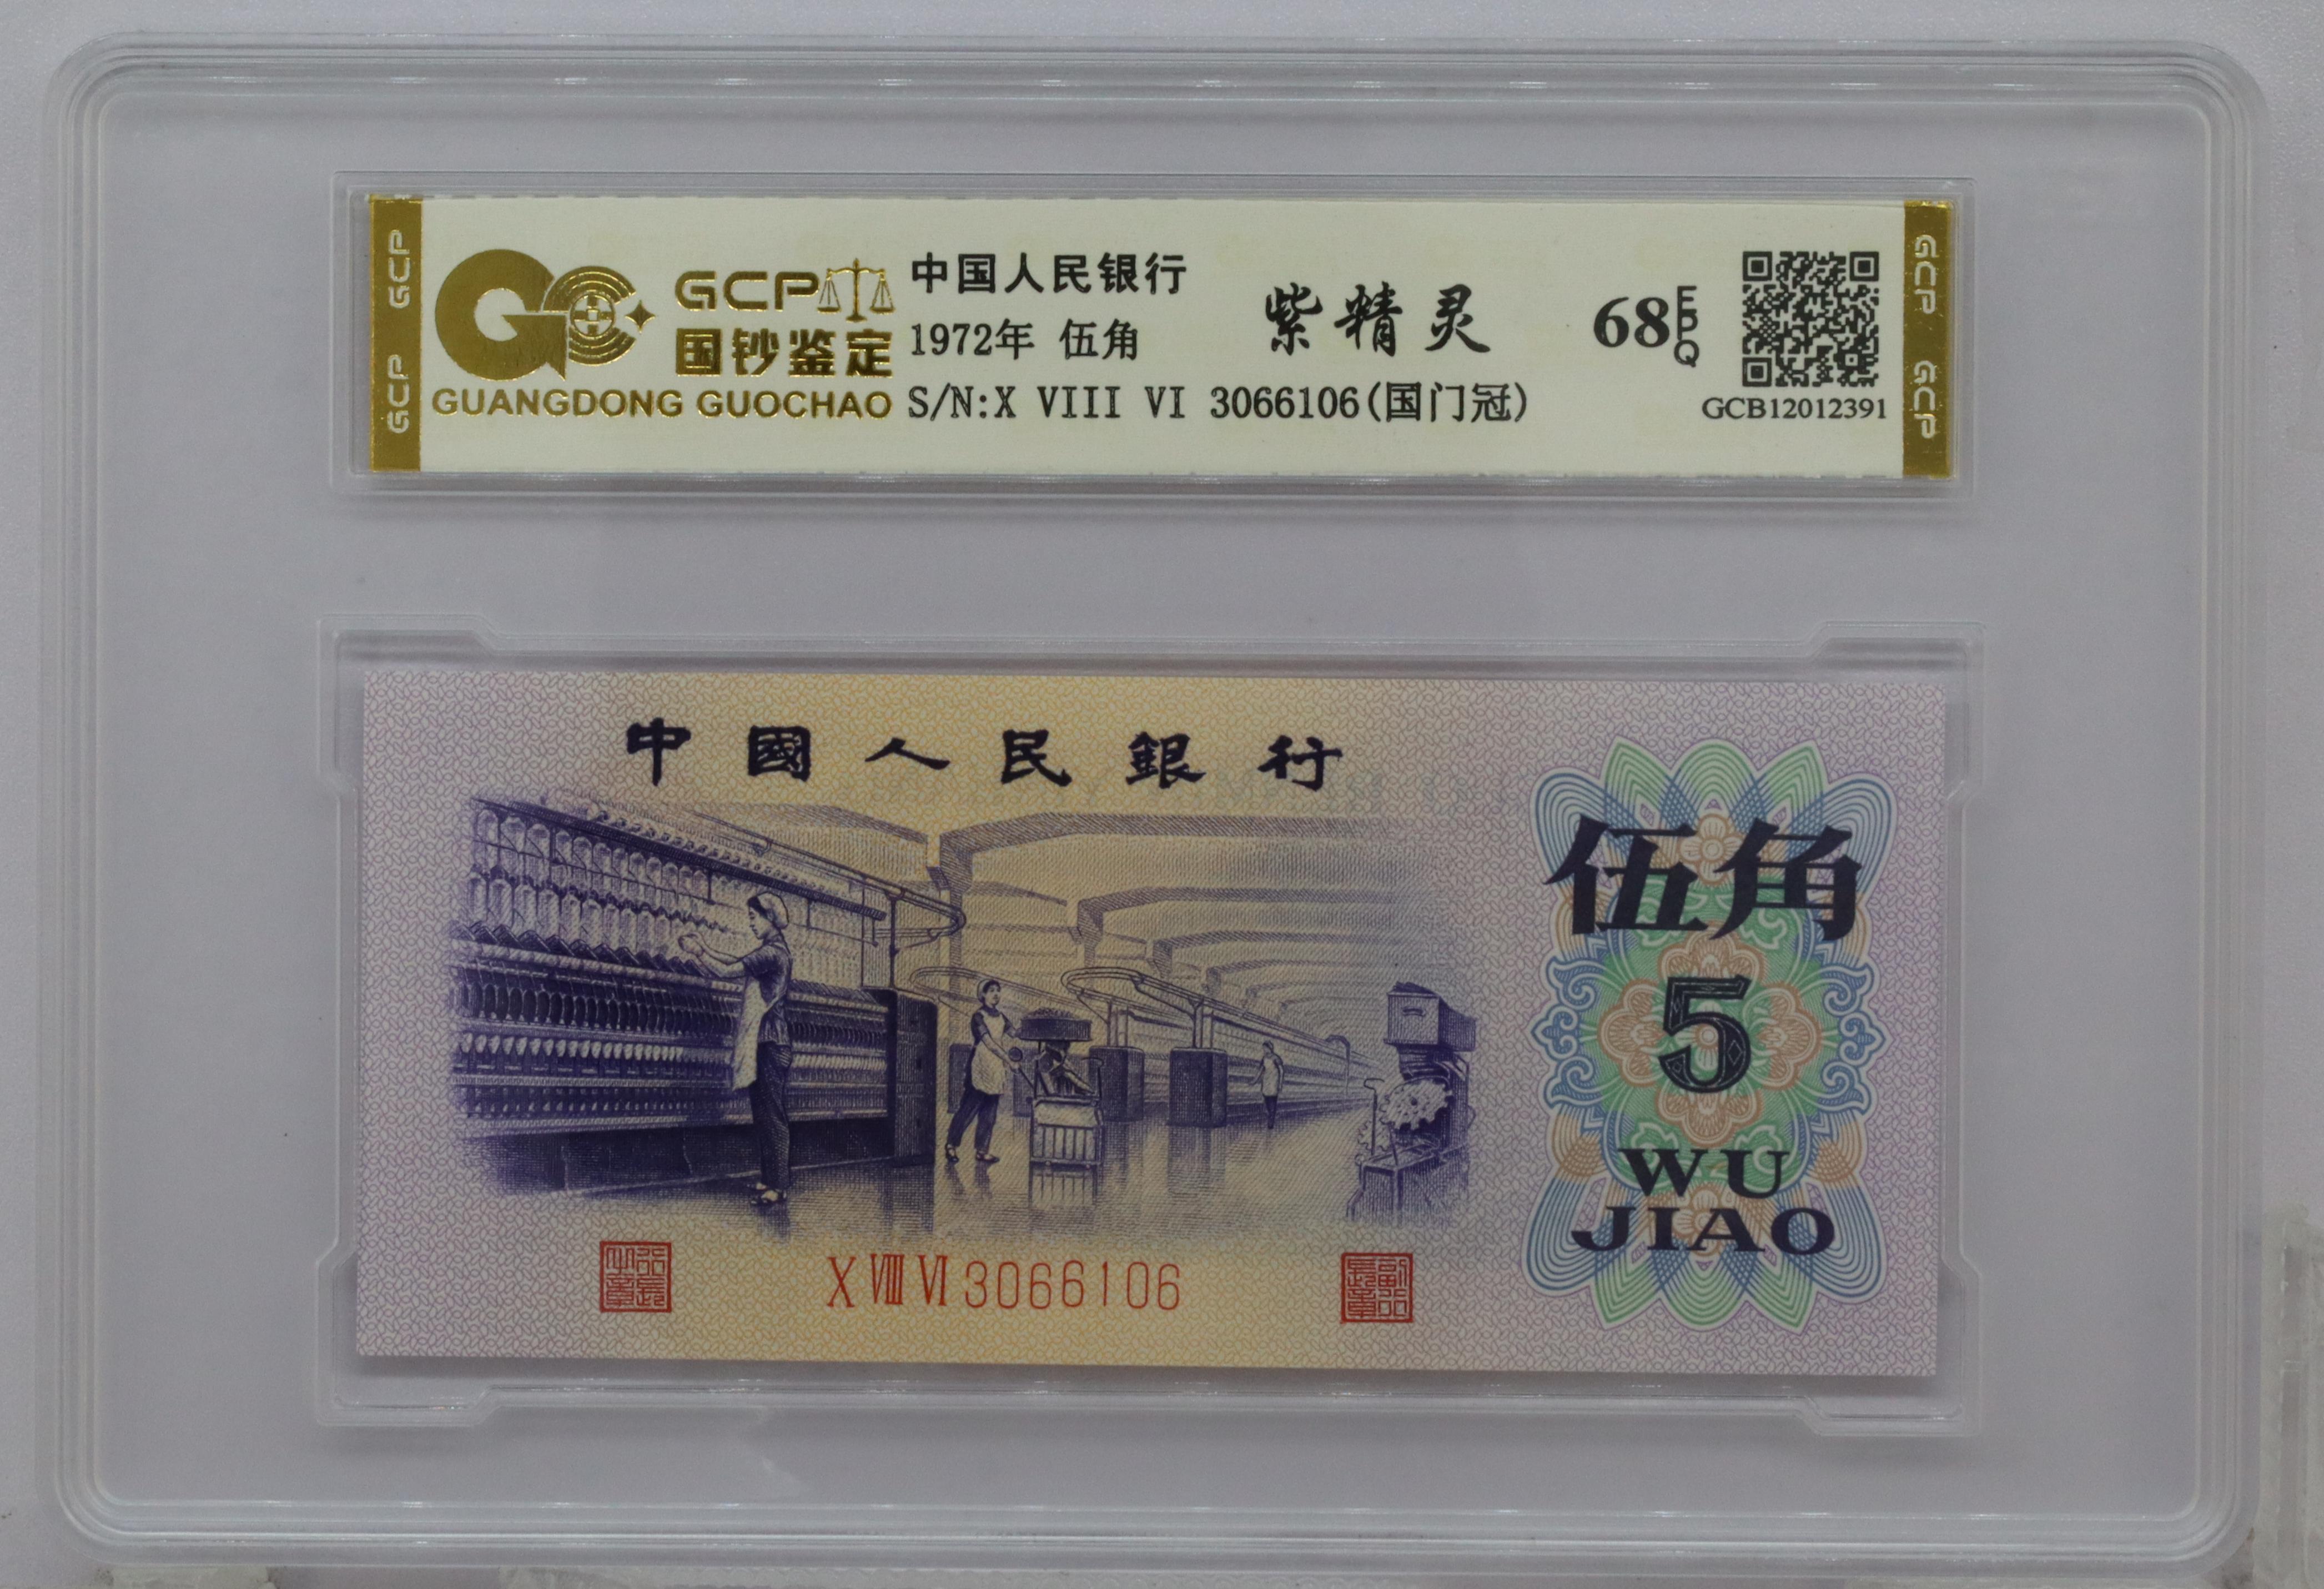 GCP
GCP
GCP
国钞鉴定
GUANGDONG GUOCHAO
中国人民银行
1972年 伍角
S/N:X VIII VI 3066106(国门冠)
紫精灵
68EPQ
GCB12012391
GCP
GCP
中國人民銀行
伍角
5
WU
JIAO
X VIII VI 3066106